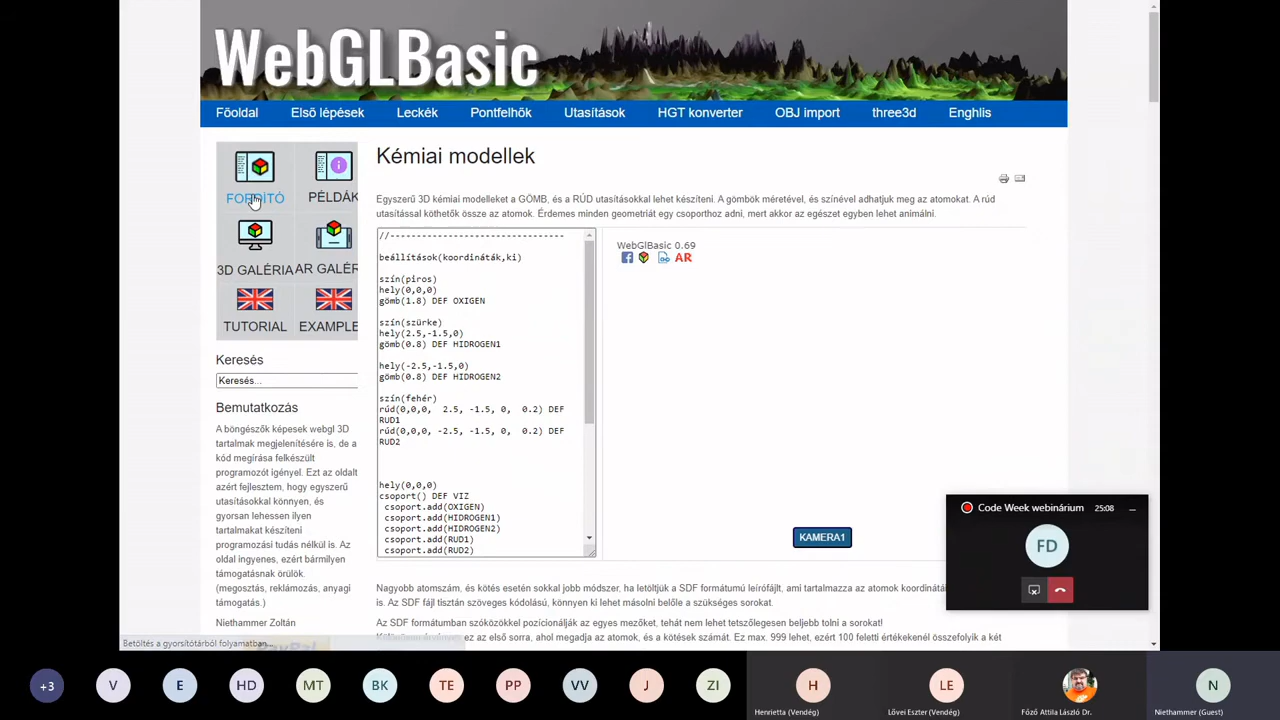 WebGLBasic
Főoldal Első lépések Leckék Pontfelhők Utasítások HGT konverter OBJ import three3d Enghlis
FORDÍTÓ PÉLDÁK
3D GALÉRIA AR GALÉR
TUTORIAL EXAMPLE
Keresés
Keresés...
Bemutatkozás
A böngészők képesek webgl 3D
tartalmak megjelenítésére is, de a
kód megírása felkészült
programozót igényel. Ezt az oldalt
azért fejlesztem, hogy egyszerű
utasításokkal könnyen, és
gyorsan lehessen ilyen
tartalmakat készíteni
programozási tudás nélkül is. Az
oldal ingyenes, ezért bármilyen
támogatásnak örülök.
(megosztás, reklámozás, anyagi
támogatás.)
Niethammer Zoltán
Betöltés a gyorsítótárból folyamatban...
Kémiai modellek
Egyszerű 3D kémiai modelleket a GÖMB, és a RÚD utasításokkal lehet készíteni. A gömbök méretével, és színével adhatjuk meg az atomokat. A rúd
utasítással köthetők össze az atomok. Érdemes minden geometriát egy csoporthoz adni, mert akkor az egészet egyben lehet animálni.
//--------------------------------
beállítások(koordináták,ki)
szín(piros)
hely(0,0,0)
gömb(1.8) DEF OXIGEN
szín(szürke)
hely(2.5,-1.5,0)
gömb(0.8) DEF HIDROGEN1
hely(-2.5,-1.5,0)
gömb(0.8) DEF HIDROGEN2
szín(fehér)
rúd(0,0,0, 2.5, -1.5, 0, 0.2) DEF
RUD1
rúd(0,0,0, -2.5, -1.5, 0, 0.2) DEF
RUD2
hely(0,0,0)
csoport() DEF VIZ
csoport.add(OXIGEN)
csoport.add(HIDROGEN1)
csoport.add(HIDROGEN2)
csoport.add(RUD1)
csoport.add(RUD2)
WebGlBasic 0.69
AR
KAMERA1
Nagyobb atomszám, és kötés esetén sokkal jobb módszer, ha letöltjük a SDF formátumú leírófájlt, ami tartalmazza az atomok koordinátái
is. Az SDF fájl tisztán szöveges kódolású, könnyen ki lehet másolni belőle a szükséges sorokat.
Az SDF formátumban szóközökkel pozícionálják az egyes mezőket, tehát nem lehet tetszőlegesen beljebb tolni a sorokat!
ez az első sorra, ahol megadja az atomok, és a kötések számát. Ez max. 999 lehet, ezért 100 feletti értékekenél összefolyik a két
Code Week webinárium 25:08
FD
+3 V E HD MT BK TE PP VV J ZI H LE N
Henrietta (Vendég) Lővei Eszter (Vendég) Főző Attila László Dr. Niethammer (Guest)